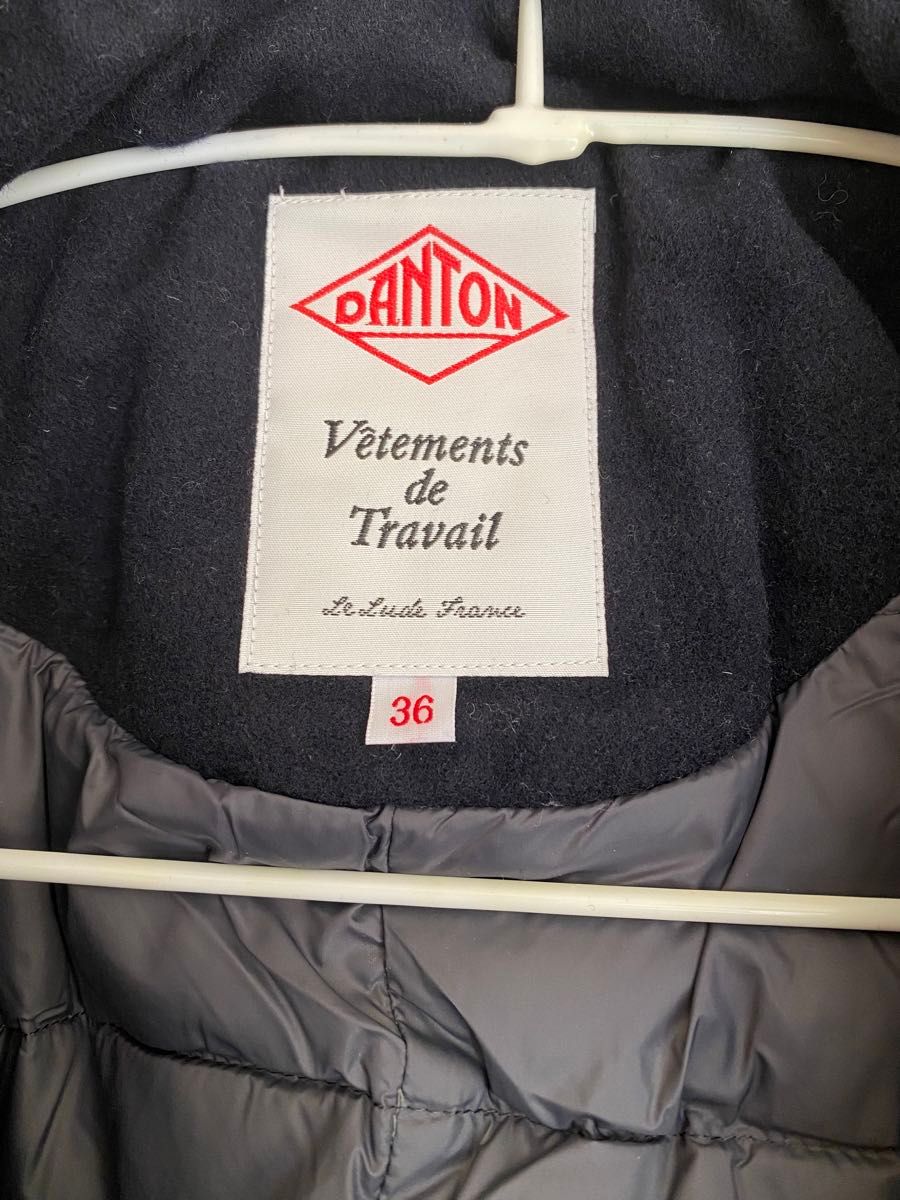 DANTON
Vêtements
de
Travail
Le Lude France
36